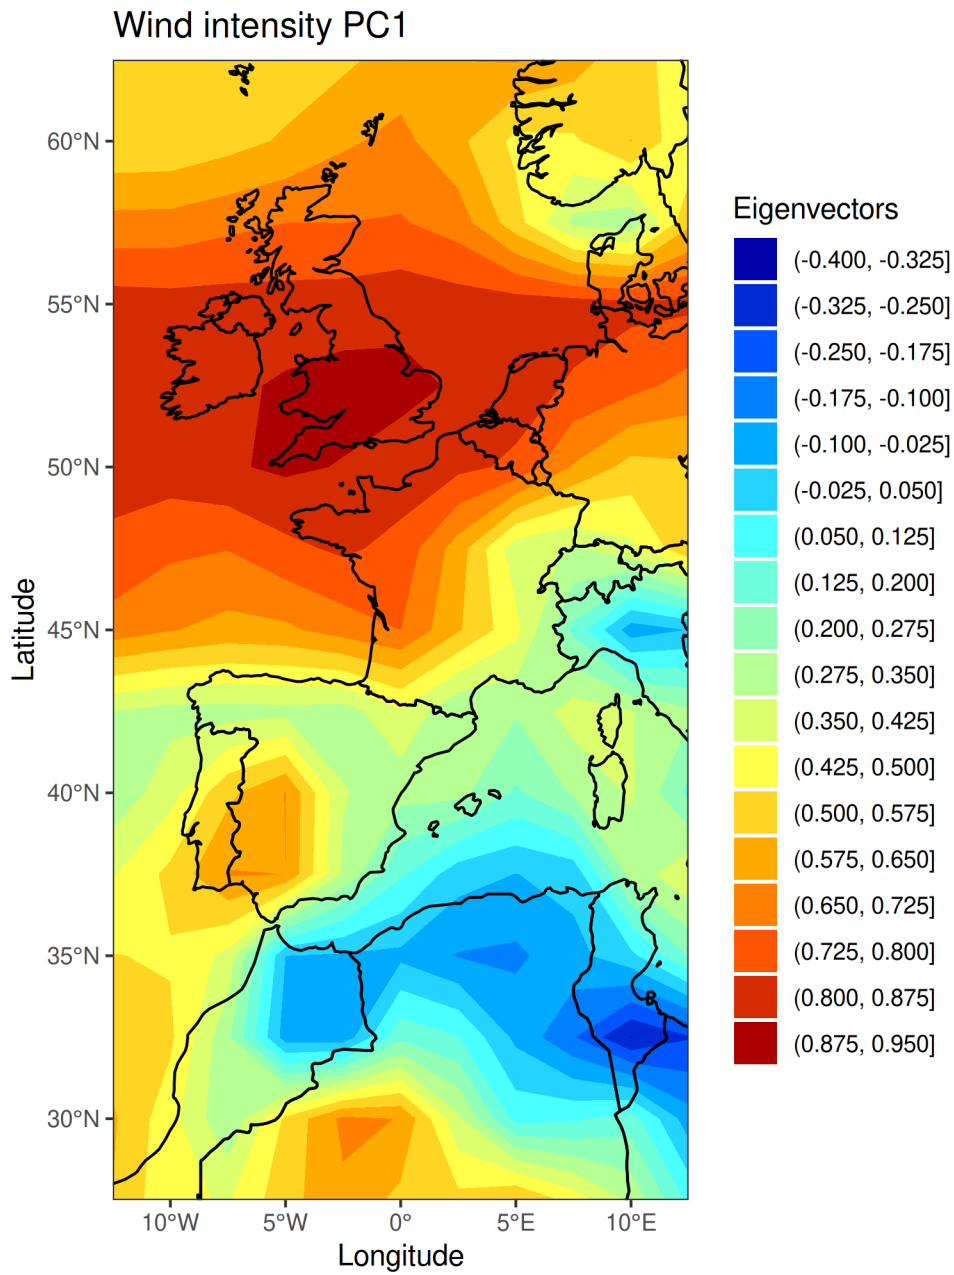 Wind intensity PC1
60°N
55°N
50°N
45°N
40°N
35°N
30°N
10°W
5°W
0°
5°E
10°E
Longitude
Latitude
Eigenvectors
(-0.400, -0.325]
(-0.325, -0.250]
(-0.250, -0.175]
(-0.175, -0.100]
(-0.100, -0.025]
(-0.025, 0.050]
(0.050, 0.125]
(0.125, 0.200]
(0.200, 0.275]
(0.275, 0.350]
(0.350, 0.425]
(0.425, 0.500]
(0.500, 0.575]
(0.575, 0.650]
(0.650, 0.725]
(0.725, 0.800]
(0.800, 0.875]
(0.875, 0.950]